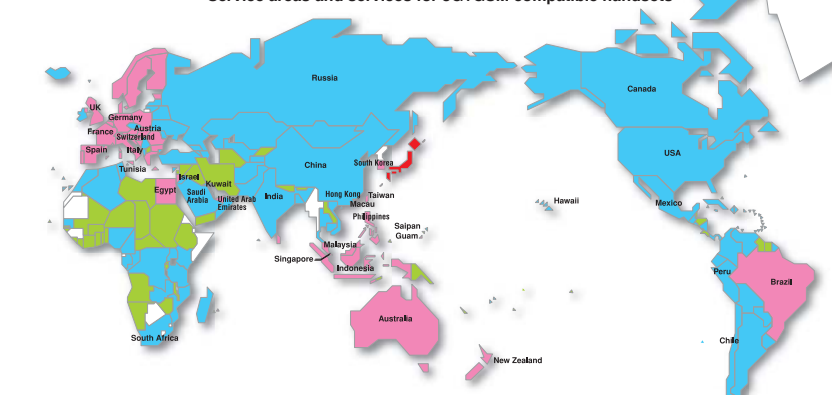 Russia
Canada
UK
Germany
France
Austria
Switzerland
Spain
Italy
USA
Tunisia
China
South Korea
Israel
Kuwait
Egypt
Saudi
Arabia
United Arab
Emirates
India
Hong Kong
Taiwan
Macau
Philippines
Hawaii
Mexico
Saipan
Guam
Malaysia
Singapore
Indonesia
Peru
Brazil
Australia
South Africa
Chile
New Zealand